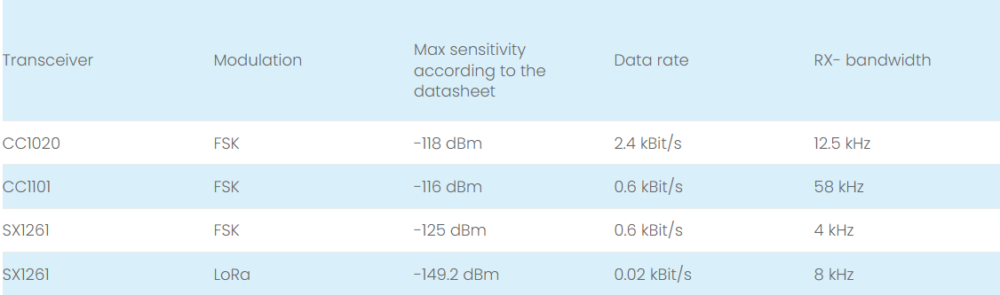 Transceiver Modulation Max sensitivity according to the datasheet Data rate RX- bandwidth
CC1020 FSK -118 dBm 2.4 kBit/s 12.5 kHz
CC1101 FSK -116 dBm 0.6 kBit/s 58 kHz
SX1261 FSK -125 dBm 0.6 kBit/s 4 kHz
SX1261 LoRa -149.2 dBm 0.02 kBit/s 8 kHz